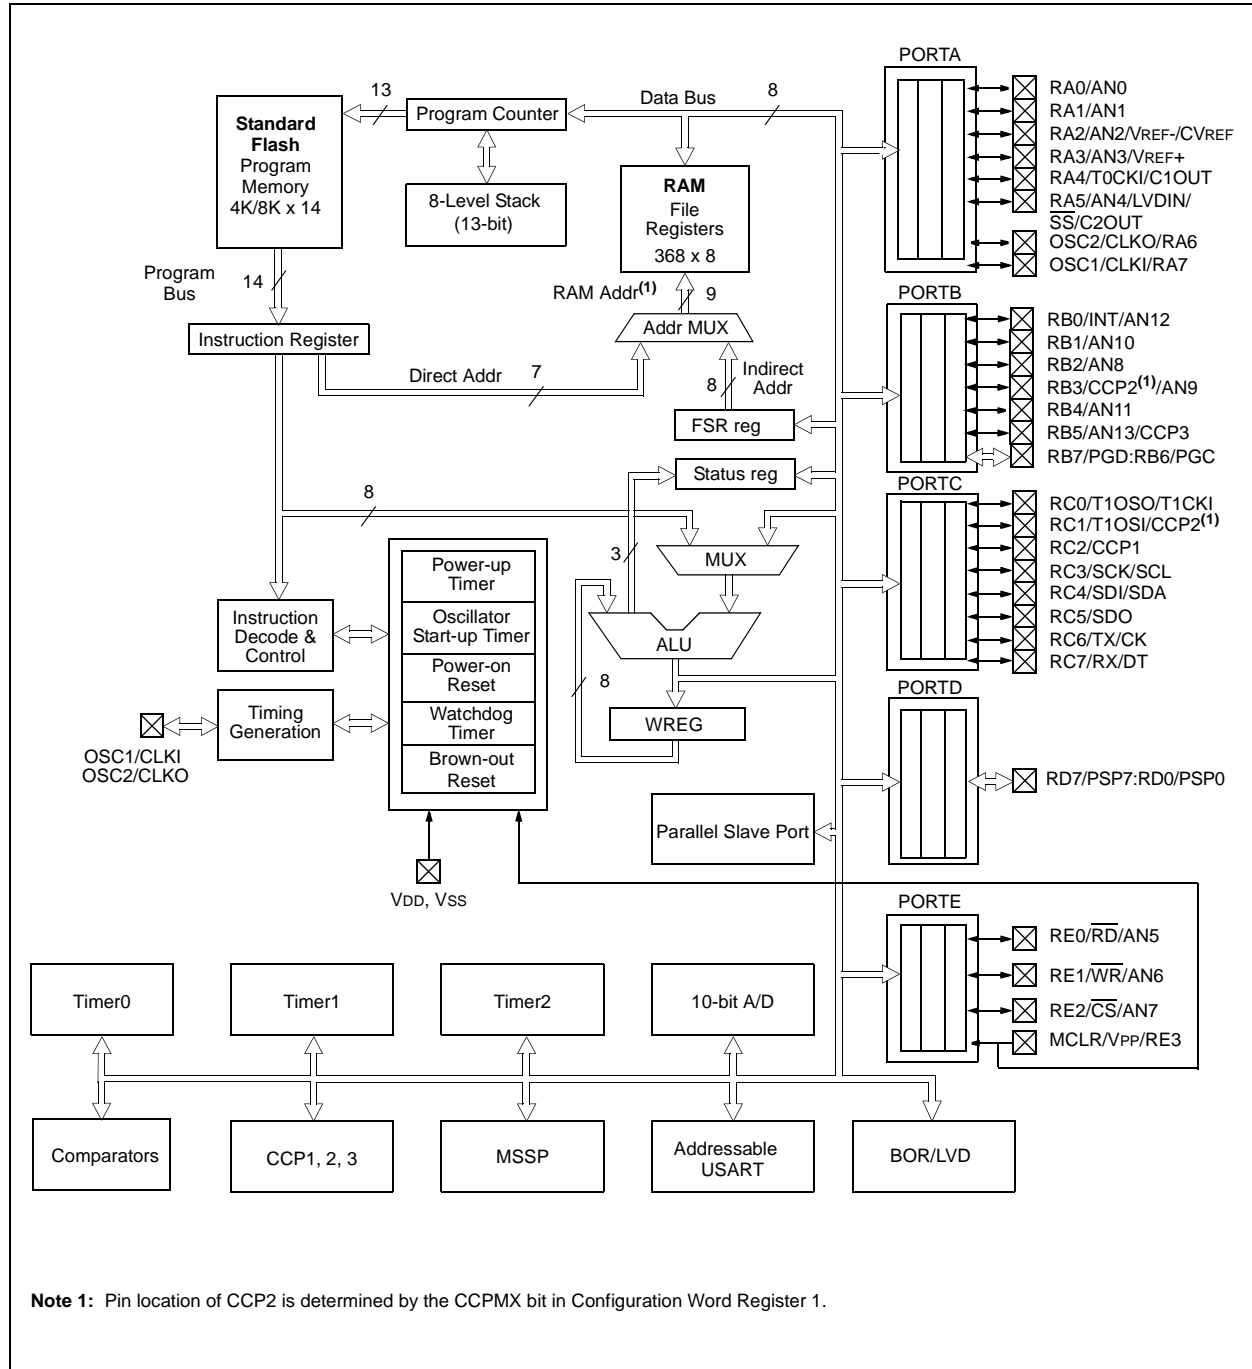 PORTA
13
Data Bus
8
RA0/AN0
RA1/AN1
RA2/AN2/VREF-/CVREF
RA3/AN3/VREF+
RA4/T0CKI/C1OUT
RA5/AN4/LVDIN/
SS/C2OUT
OSC2/CLKO/RA6
OSC1/CLKI/RA7
Standard
Flash
Program
Memory
4K/8K x 14
Program Counter
8-Level Stack
(13-bit)
RAM
File
Registers
368 x 8
Program
Bus
14
RAM Addr(1)
9
PORTB
Addr MUX
Instruction Register
RB0/INT/AN12
RB1/AN10
RB2/AN8
RB3/CCP2(1)/AN9
RB4/AN11
RB5/AN13/CCP3
RB7/PGD:RB6/PGC
Direct Addr
7
8
Indirect
Addr
FSR reg
Status reg
PORTC
RC0/T1OSO/T1CKI
RC1/T1OSI/CCP2(1)
RC2/CCP1
RC3/SCK/SCL
RC4/SDI/SDA
RC5/SDO
RC6/TX/CK
RC7/RX/DT
8
3
MUX
Power-up
Timer
Oscillator
Start-up Timer
Power-on
Reset
Watchdog
Timer
Brown-out
Reset
Instruction
Decode &
Control
ALU
8
WREG
PORTD
Timing
Generation
OSC1/CLKI
OSC2/CLKO
RD7/PSP7:RD0/PSP0
Parallel Slave Port
VDD, VSS
PORTE
RE0/RD/AN5
RE1/WR/AN6
RE2/CS/AN7
MCLR/VPP/RE3
Timer0
Timer1
Timer2
10-bit A/D
Comparators
CCP1, 2, 3
MSSP
Addressable
USART
BOR/LVD
Note 1: Pin location of CCP2 is determined by the CCPMX bit in Configuration Word Register 1.